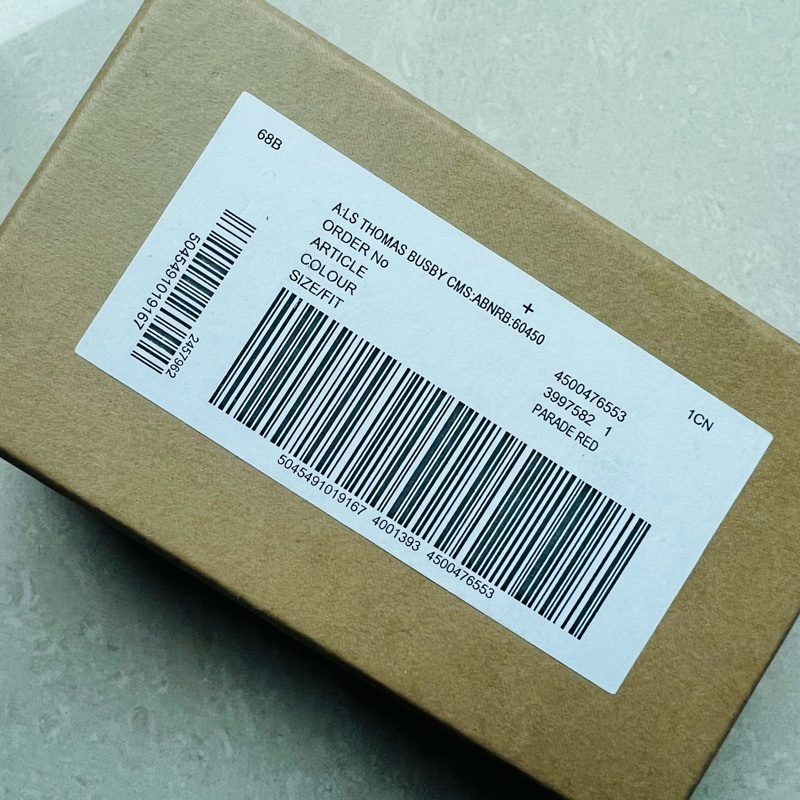 68B
A:LS THOMAS BUSBY CMS:ABNRB:60450
+
ORDER No 4500476553
ARTICLE 3997582 1
COLOUR PARADE RED
SIZE/FIT
1CN
5045491019167
2457962
5045491019167 4001393 4500476553